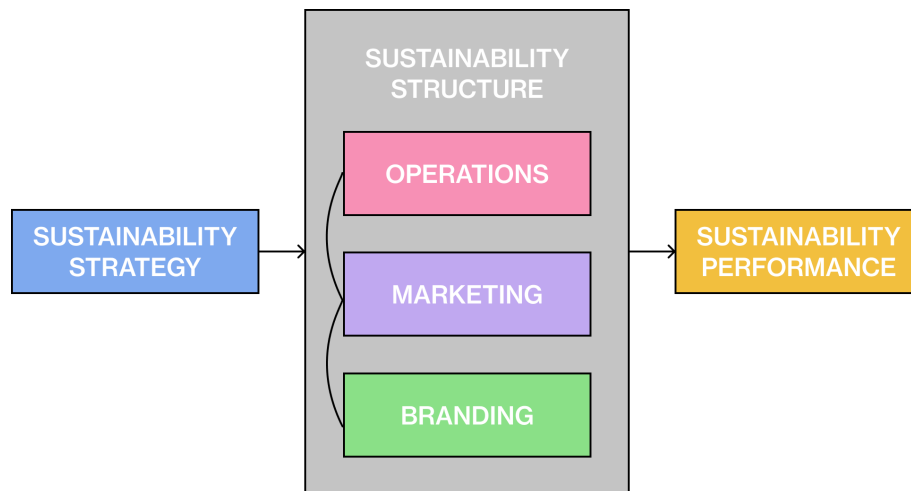 SUSTAINABILITY
STRUCTURE
OPERATIONS
SUSTAINABILITY
STRATEGY
MARKETING
SUSTAINABILITY
PERFORMANCE
BRANDING